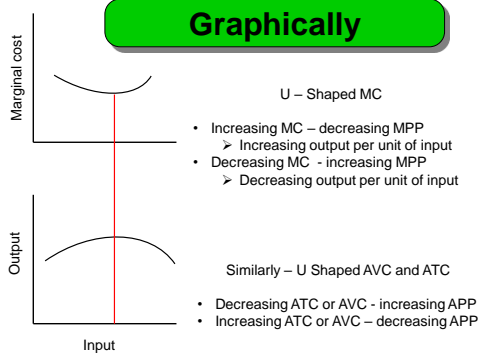 Graphically
Marginal cost
U – Shaped MC
• Increasing MC – decreasing MPP
➢ Increasing output per unit of input
• Decreasing MC - increasing MPP
➢ Decreasing output per unit of input
Output
Similarly – U Shaped AVC and ATC
• Decreasing ATC or AVC - increasing APP
• Increasing ATC or AVC – decreasing APP
Input